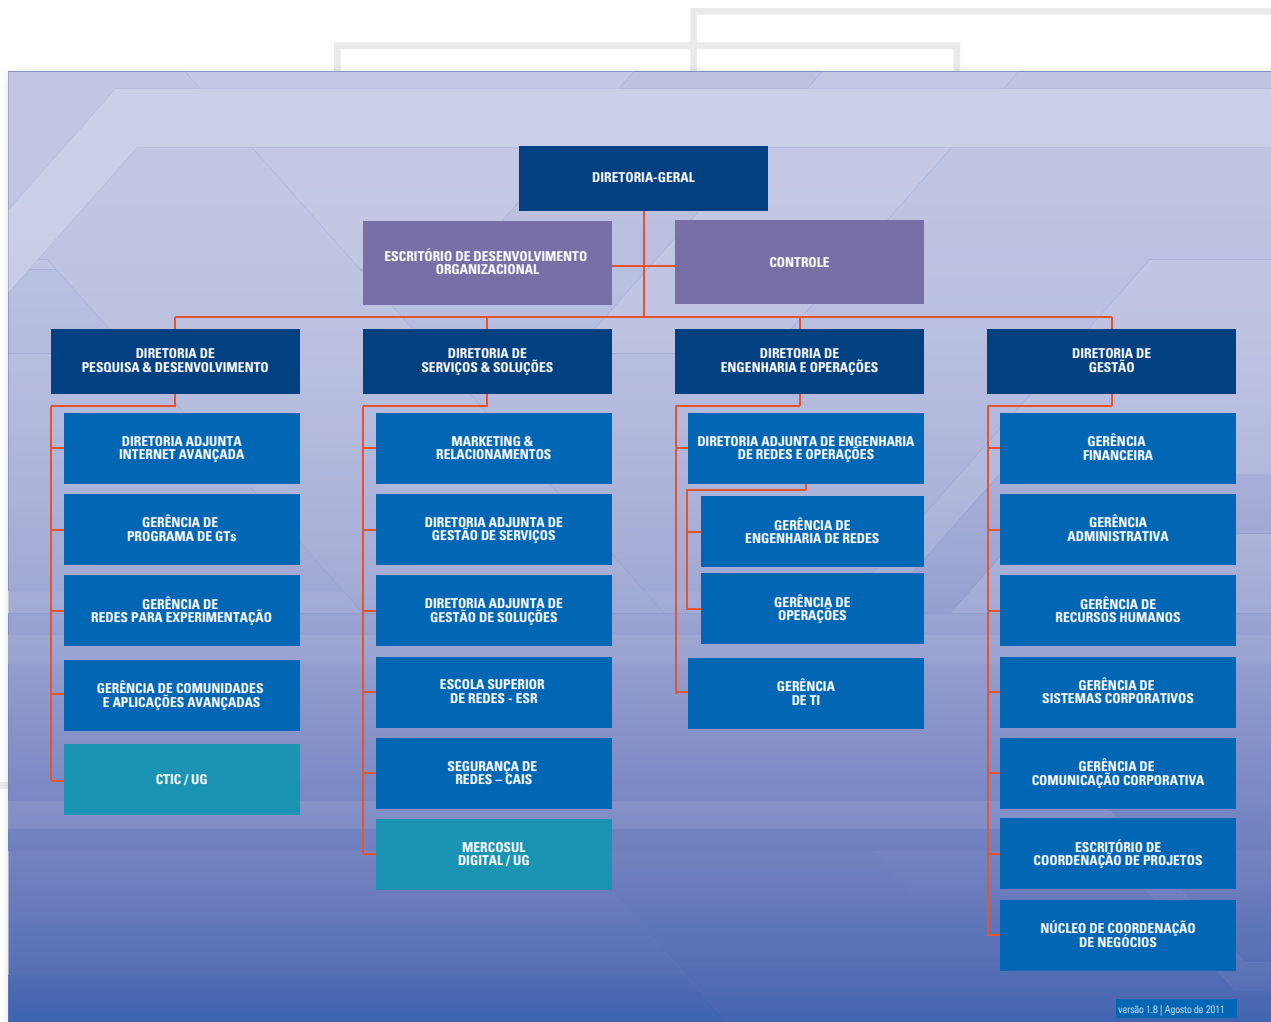 DIRETORIA-GERAL
ESCRITÓRIO DE DESENVOLVIMENTO
ORGANIZACIONAL
CONTROLE
DIRETORIA DE
PESQUISA & DESENVOLVIMENTO
DIRETORIA DE
SERVIÇOS & SOLUÇÕES
DIRETORIA DE
ENGENHARIA E OPERAÇÕES
DIRETORIA DE
GESTÃO
DIRETORIA ADJUNTA
INTERNET AVANÇADA
GERÊNCIA DE
PROGRAMA DE GTs
GERÊNCIA DE
REDES PARA EXPERIMENTAÇÃO
GERÊNCIA DE COMUNIDADES
E APLICAÇÕES AVANÇADAS
CTIC / UG
MARKETING &
RELACIONAMENTOS
DIRETORIA ADJUNTA DE
GESTÃO DE SERVIÇOS
DIRETORIA ADJUNTA DE
GESTÃO DE SOLUÇÕES
ESCOLA SUPERIOR
DE REDES - ESR
SEGURANÇA DE
REDES – CAIS
MERCOSUL
DIGITAL / UG
DIRETORIA ADJUNTA DE ENGENHARIA
DE REDES E OPERAÇÕES
GERÊNCIA DE
ENGENHARIA DE REDES
GERÊNCIA DE
OPERAÇÕES
GERÊNCIA
DE TI
GERÊNCIA
FINANCEIRA
GERÊNCIA
ADMINISTRATIVA
GERÊNCIA DE
RECURSOS HUMANOS
GERÊNCIA DE
SISTEMAS CORPORATIVOS
GERÊNCIA DE
COMUNICAÇÃO CORPORATIVA
ESCRITÓRIO DE
COORDENAÇÃO DE PROJETOS
NÚCLEO DE COORDENAÇÃO
DE NEGÓCIOS
versão 1.8 | Agosto de 2011